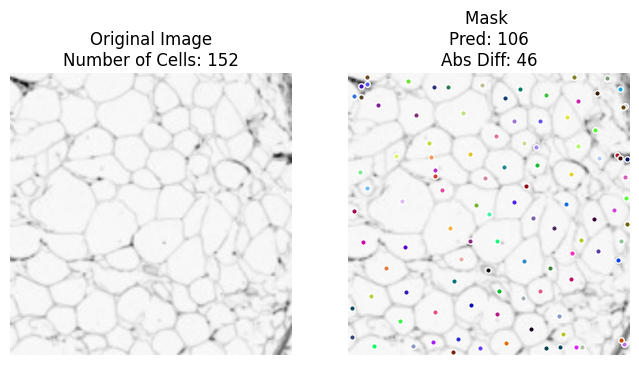 Original Image
Number of Cells: 152
Mask
Pred: 106
Abs Diff: 46